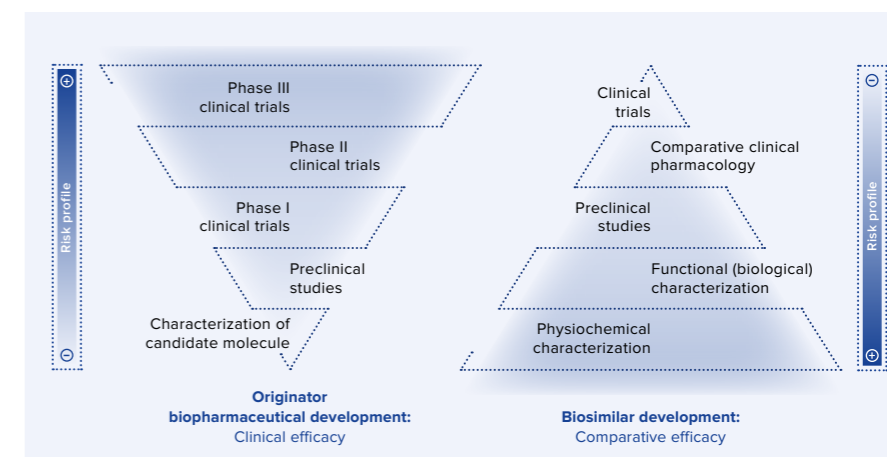 Risk profile
Phase III
clinical trials
Phase II
clinical trials
Phase I
clinical trials
Preclinical
studies
Characterization of
candidate molecule
Originator
biopharmaceutical development:
Clinical efficacy
Clinical
trials
Comparative clinical
pharmacology
Preclinical
studies
Functional (biological)
characterization
Physiochemical
characterization
Biosimilar development:
Comparative efficacy
Risk profile